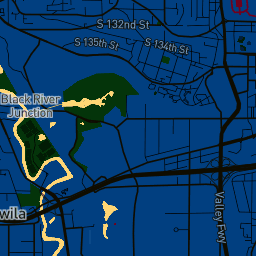 S 132nd St
S 135th St
S 134th St
Black River
Junction
wila
Valley Fwy